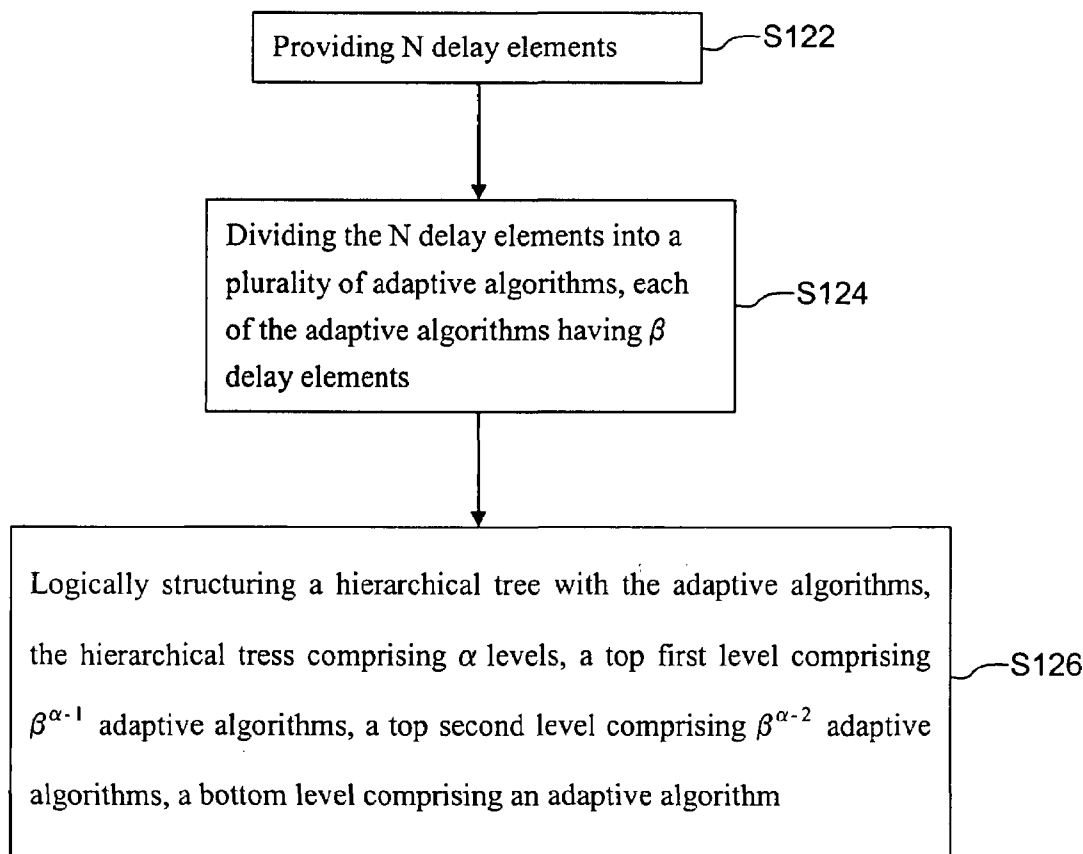 Providing N delay elements
S122
Dividing the N delay elements into a
plurality of adaptive algorithms, each
of the adaptive algorithms having β
delay elements
S124
Logically structuring a hierarchical tree with the adaptive algorithms,
the hierarchical tress comprising α levels, a top first level comprising
β^{α-1} adaptive algorithms, a top second level comprising β^{α-2} adaptive
algorithms, a bottom level comprising an adaptive algorithm
S126